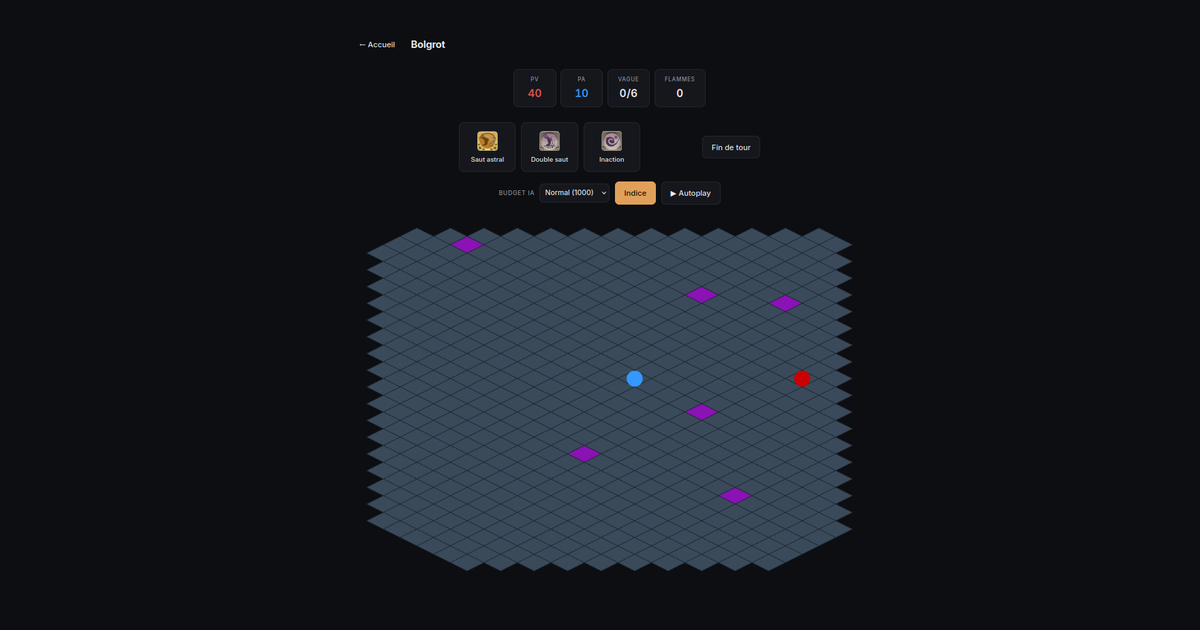 ← Accueil Bolgrot
PV PA VAGUE FLAMMES
40 10 0/6 0
Saut astral Double saut Inaction Fin de tour
BUDGET IA Normal (1000) Indice ▶ Autoplay